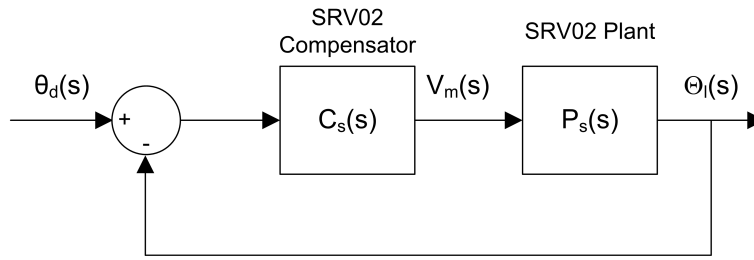 SRV02
Compensator
SRV02 Plant
θd(s)
+
-
Cs(s)
Vm(s)
Ps(s)
Θl(s)